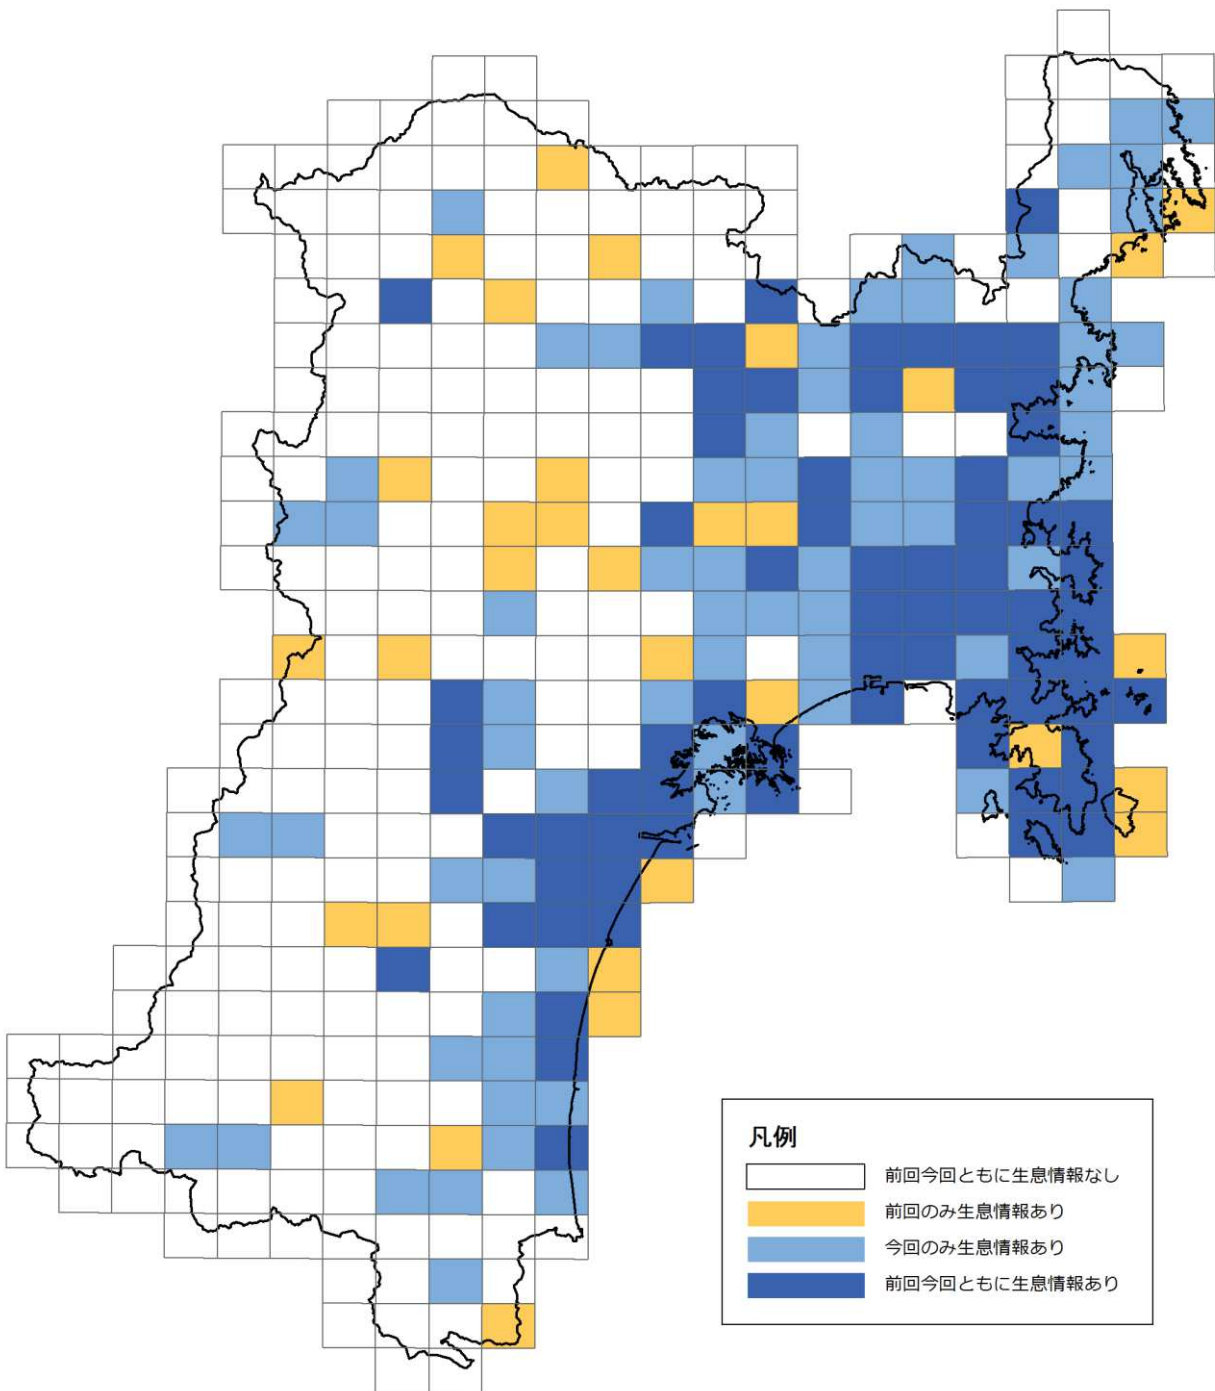 凡例
前回今回ともに生息情報なし
前回のみ生息情報あり
今回のみ生息情報あり
前回今回ともに生息情報あり